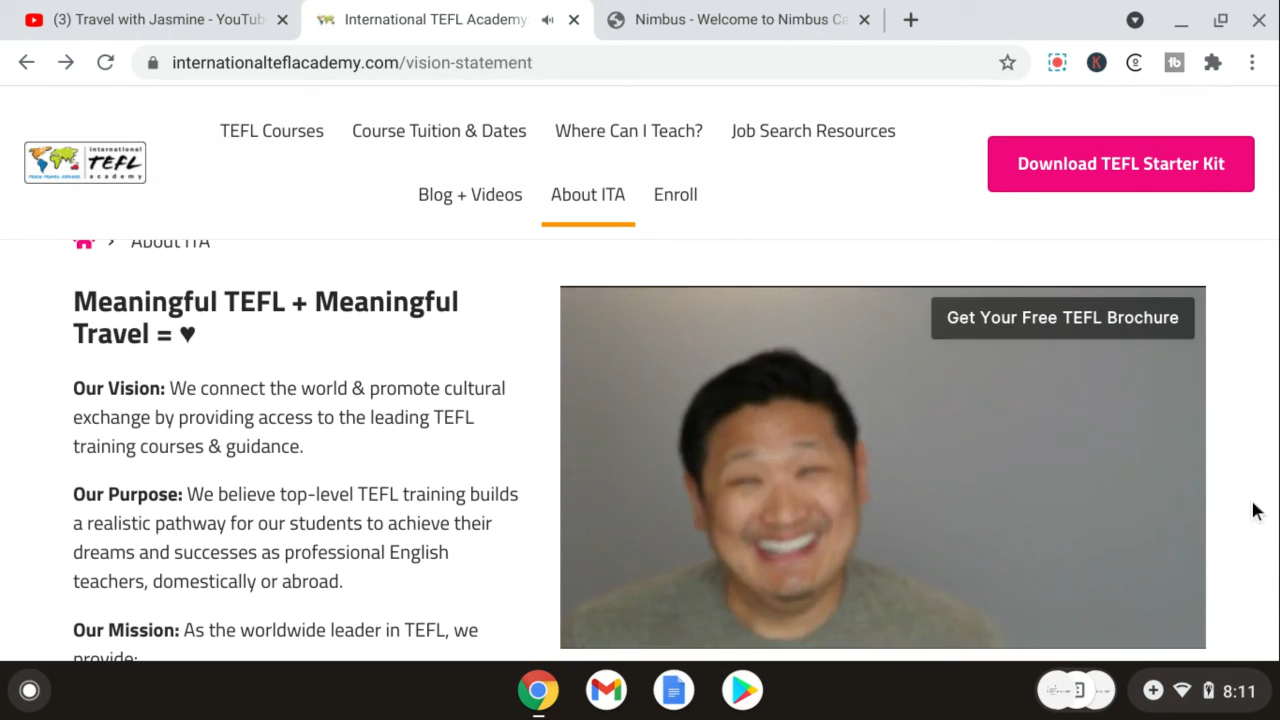 (3) Travel with Jasmine - YouTub
International TEFL Academy
Nimbus - Welcome to Nimbus Ca
internationalteflacademy.com/vision-statement
international
TEFL
academy
TEFL Courses
Course Tuition & Dates
Where Can I Teach?
Job Search Resources
Blog + Videos
About ITA
Enroll
Download TEFL Starter Kit
About ITA
Meaningful TEFL + Meaningful
Travel = ♥
Our Vision: We connect the world & promote cultural
exchange by providing access to the leading TEFL
training courses & guidance.
Our Purpose: We believe top-level TEFL training builds
a realistic pathway for our students to achieve their
dreams and successes as professional English
teachers, domestically or abroad.
Our Mission: As the worldwide leader in TEFL, we
provide:
Get Your Free TEFL Brochure
8:11